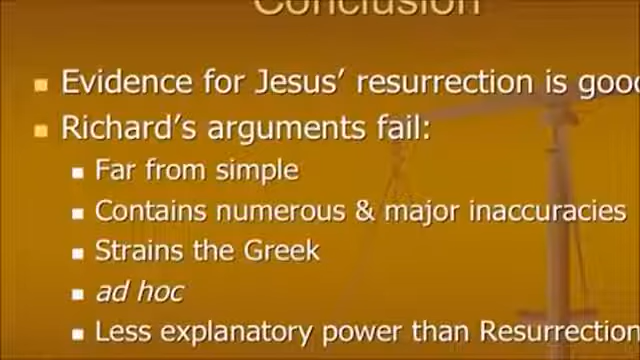 Conclusion
Evidence for Jesus' resurrection is goo
Richard's arguments fail:
Far from simple
Contains numerous & major inaccuracies
Strains the Greek
ad hoc
Less explanatory power than Resurrection